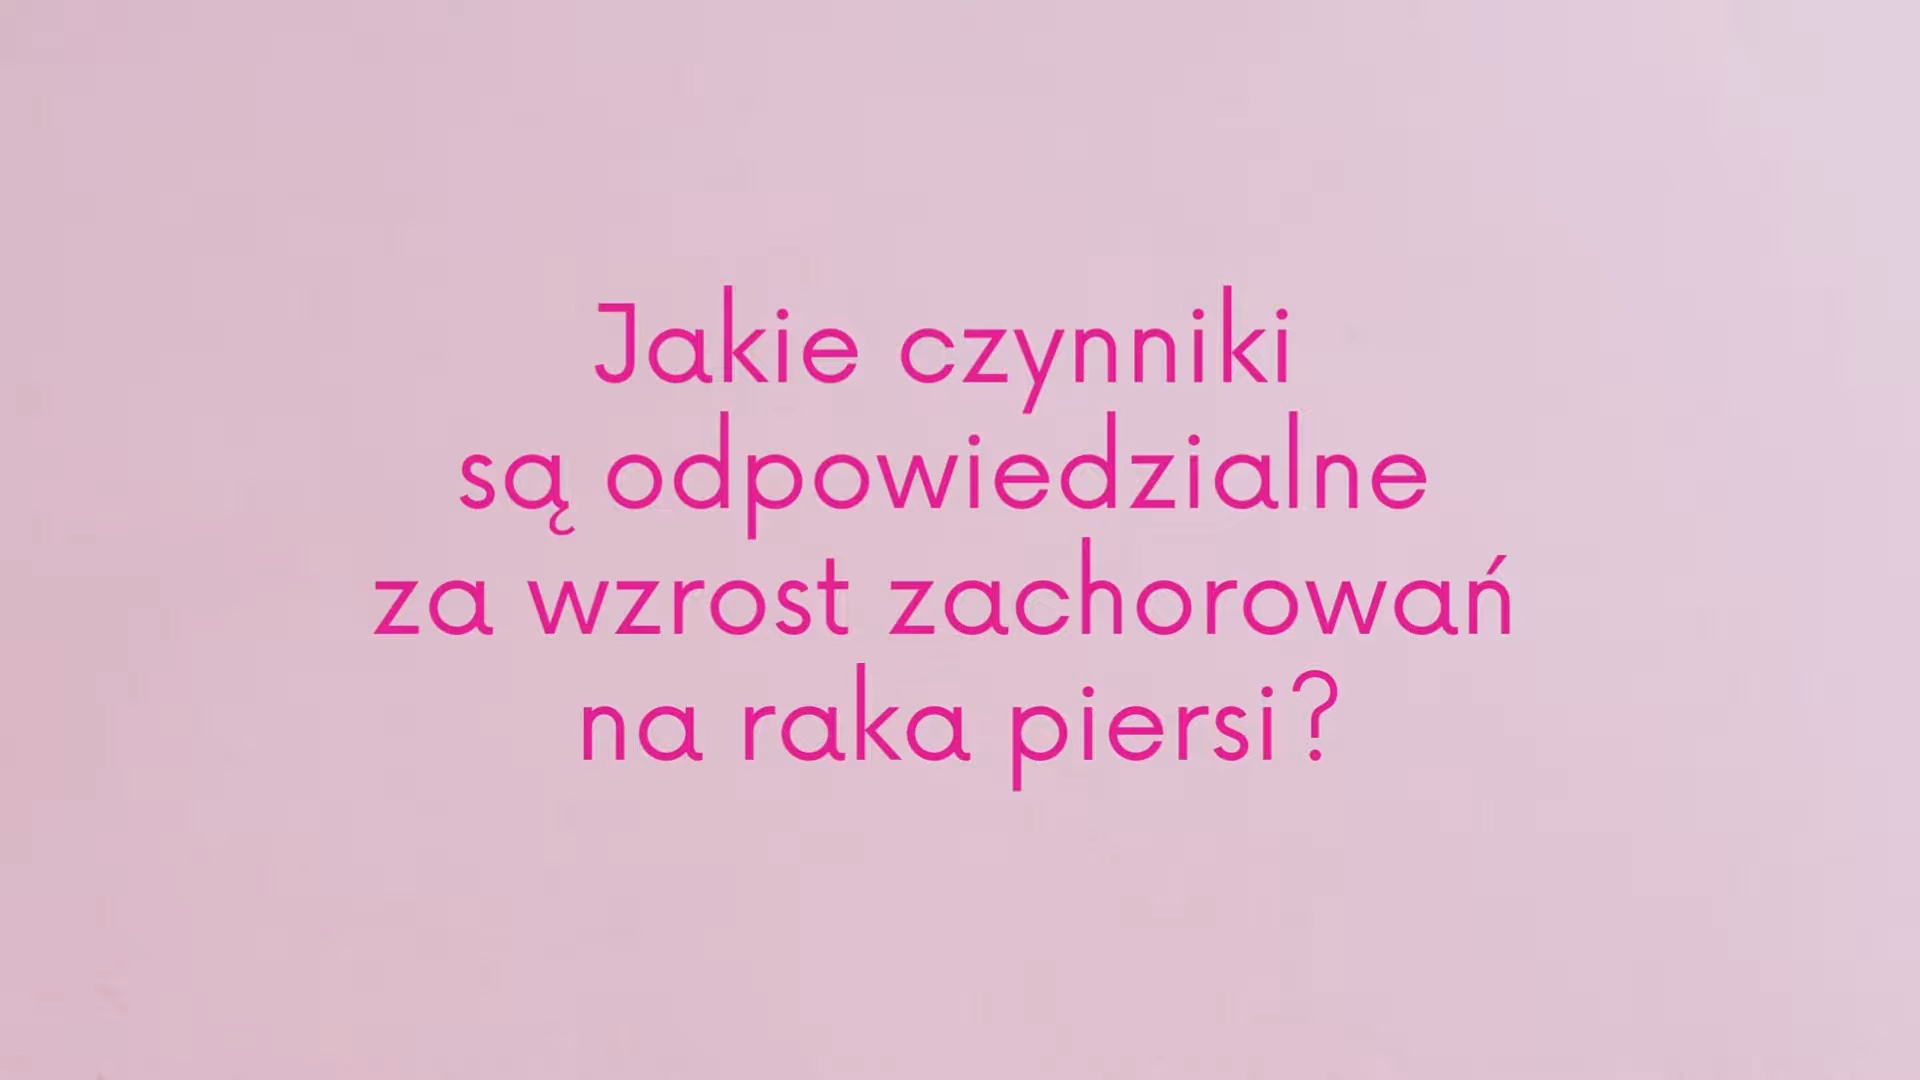 Jakie czynniki
są odpowiedzialne
za wzrost zachorowań
na raka piersi?